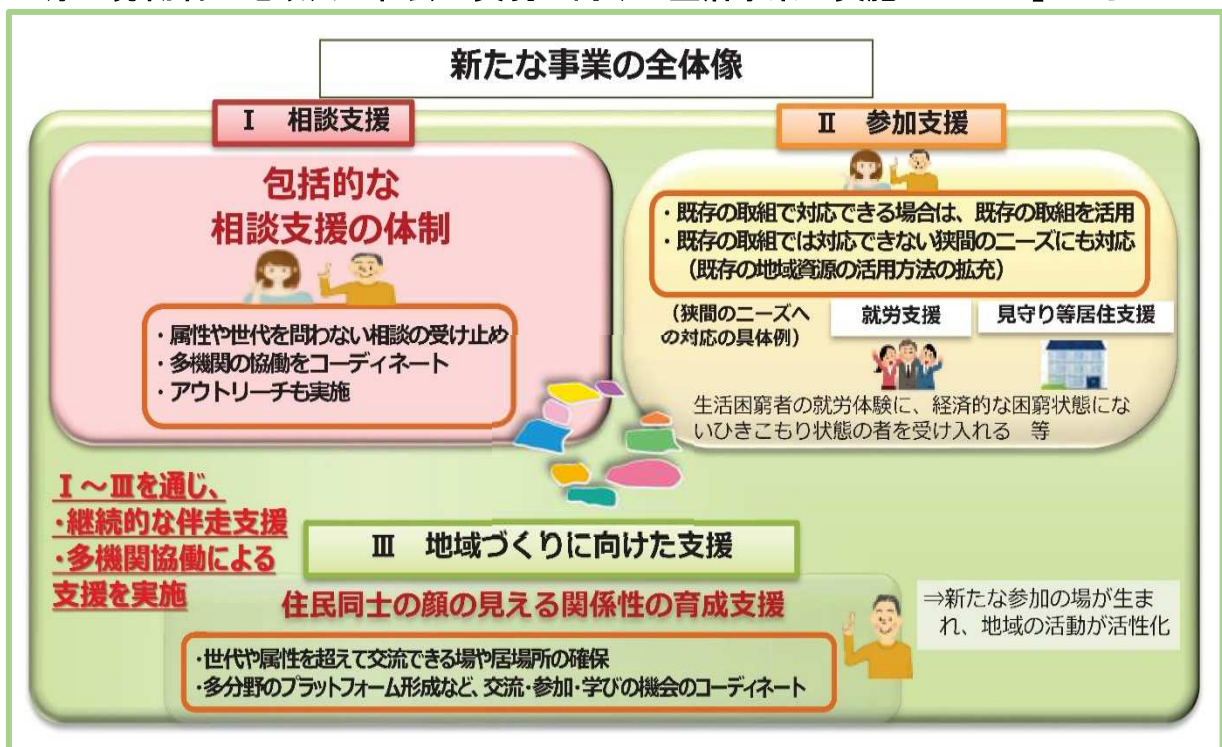 新たな事業の全体像
Ⅰ 相談支援
包括的な
相談支援の体制
・属性や世代を問わない相談の受け止め
・多機関の協働をコーディネート
・アウトリーチも実施
Ⅱ 参加支援
・既存の取組で対応できる場合は、既存の取組を活用
・既存の取組では対応できない狭間のニーズにも対応
（既存の地域資源の活用方法の拡充）
（狭間のニーズへ
の対応の具体例）
就労支援
見守り等居住支援
生活困窮者の就労体験に、経済的な困窮状態にな
いひきこもり状態の者を受け入れる 等
Ⅰ～Ⅲを通じ、
・継続的な伴走支援
・多機関協働による
支援を実施
Ⅲ 地域づくりに向けた支援
住民同士の顔の見える関係性の育成支援
・世代や属性を超えて交流できる場や居場所の確保
・多分野のプラットフォーム形成など、交流・参加・学びの機会のコーディネート
⇒新たな参加の場が生ま
れ、地域の活動が活性化